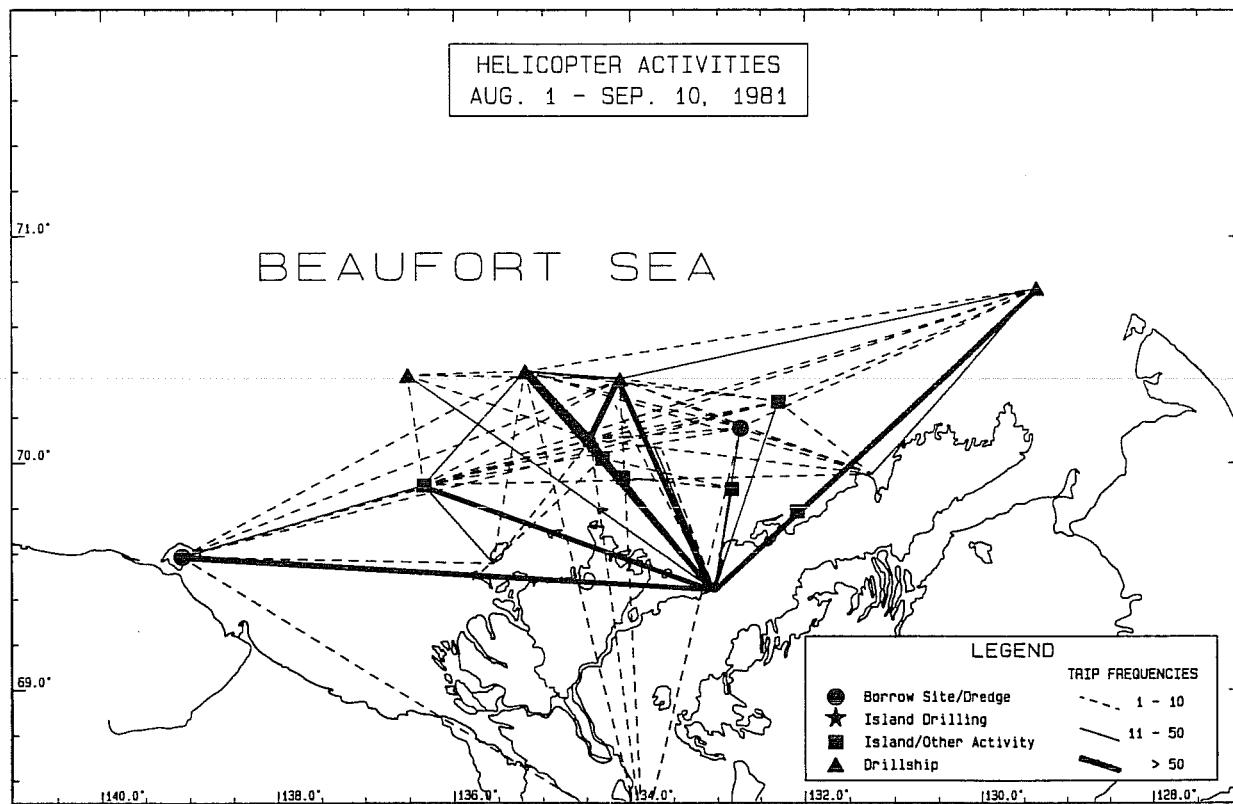 HELICOPTER ACTIVITIES
AUG. 1 - SEP. 10, 1981
71.0°
BEAUFORT SEA
70.0°
69.0°
LEGEND
TRIP FREQUENCIES
Borrow Site/Dredge
1 - 10
Island Drilling
11 - 50
Island/Other Activity
> 50
Drillship
140.0° 138.0° 136.0° 134.0° 132.0° 130.0° 128.0°